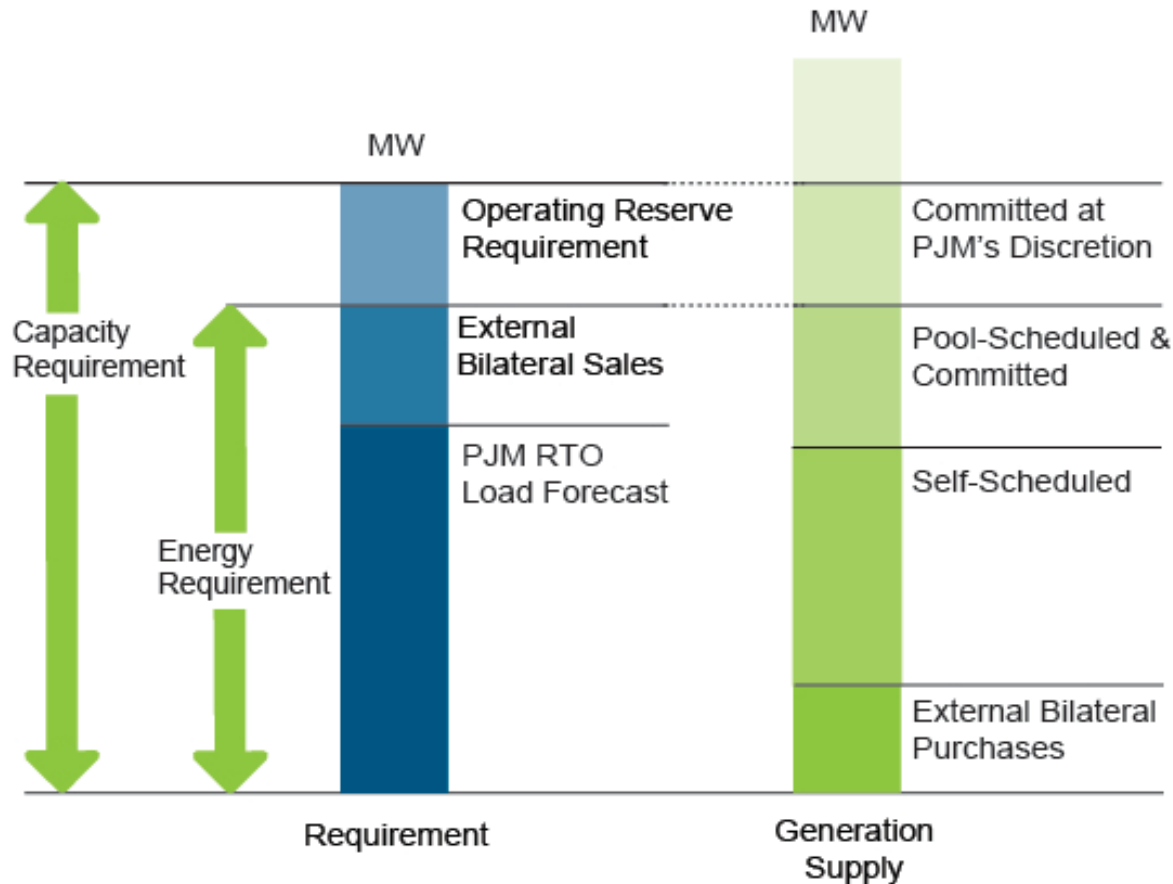 MW
MW
Operating Reserve
Requirement
Committed at
PJM's Discretion
Capacity
Requirement
External
Bilateral Sales
Pool-Scheduled &
Committed
PJM RTO
Load Forecast
Self-Scheduled
Energy
Requirement
External Bilateral
Purchases
Requirement
Generation
Supply